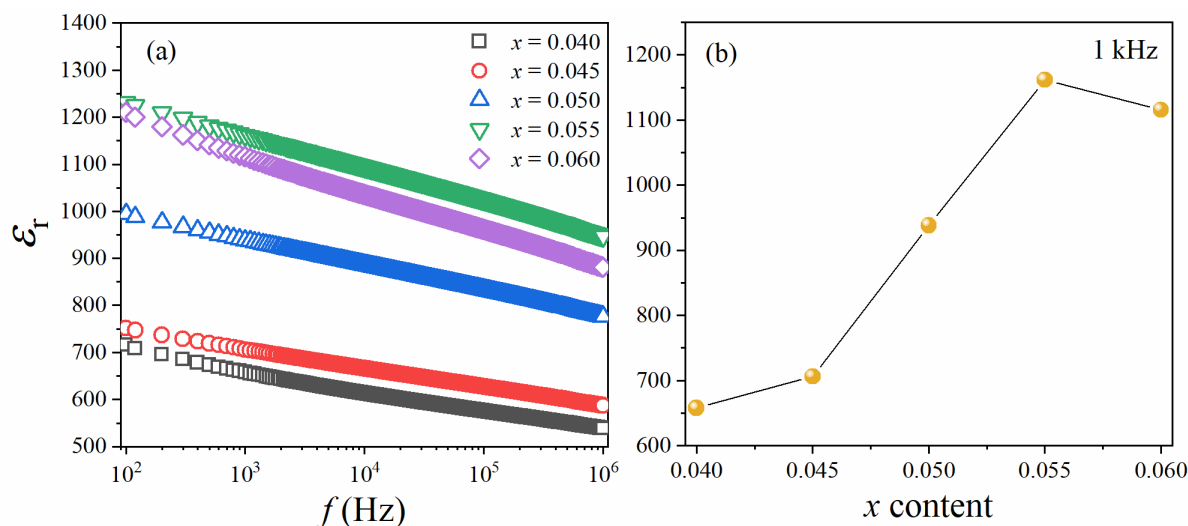 (a)
x = 0.040
x = 0.045
x = 0.050
x = 0.055
x = 0.060
1400
1300
1200
1100
1000
900
800
700
600
500
εr
10²
10³
10⁴
10⁵
10⁶
f (Hz)
(b)
1 kHz
1200
1100
1000
900
800
700
600
0.040
0.045
0.050
0.055
0.060
x content